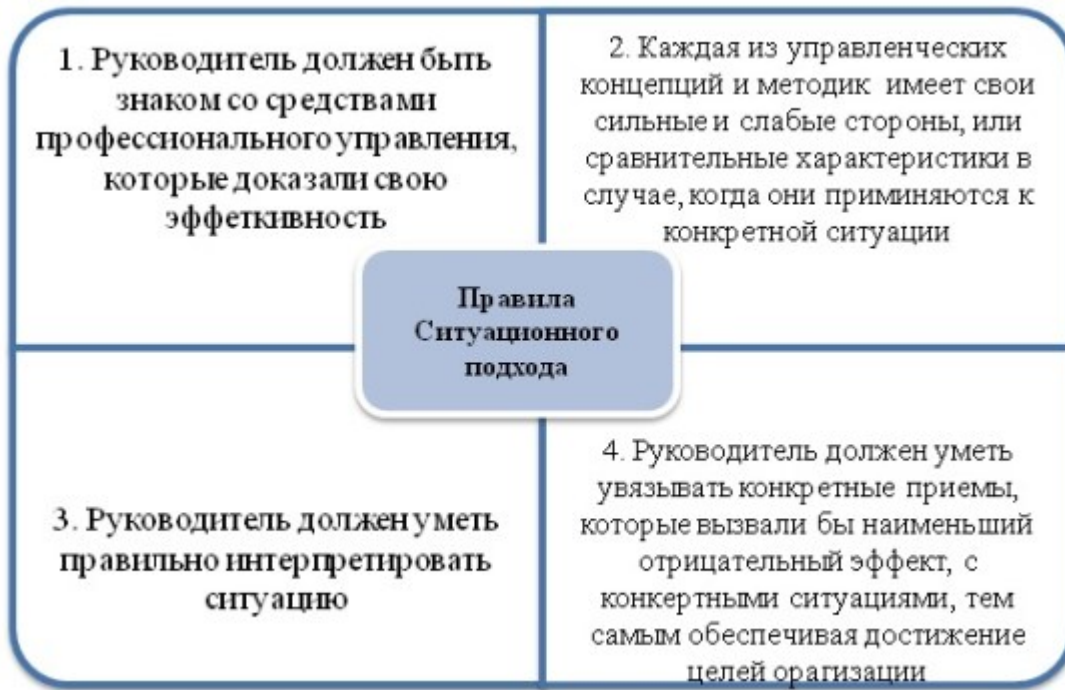 1. Руководитель должен быть
знаком со средствами
профессионального управления,
которые доказали свою
эффеткивность
2. Каждая из управленческих
концепций и методик имеет свои
сильные и слабые стороны, или
сравнительные характеристики в
случае, когда они приминяются к
конкретной ситуации
Правила
Ситуационного
подхода
3. Руководитель должен уметь
правильно интерпретировать
ситуацию
4. Руководитель должен уметь
увязывать конкретные приемы,
которые вызвали бы наименьший
отрицательный эффект, с
конкертными ситуациями, тем
самым обеспечивая достижение
целей орагизации